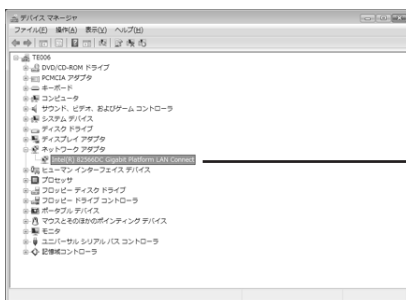 デバイス マネージャ
ファイル(F) 操作(A) 表示(V) ヘルプ(H)
TE006
DVD/CD-ROM ドライブ
PCMCIA アダプタ
キーボード
コンピュータ
サウンド、ビデオ、およびゲーム コントローラ
システム デバイス
ディスク ドライブ
ディスプレイ アダプタ
ネットワーク アダプタ
Intel(R) 82566DC Gigabit Platform LAN Connect
ヒューマン インターフェイス デバイス
プロセッサ
フロッピー ディスク ドライブ
フロッピー ドライブ コントローラ
ポータブル デバイス
マウスとそのほかのポインティング デバイス
モニタ
ユニバーサル シリアル バス コントローラ
記憶域コントローラ